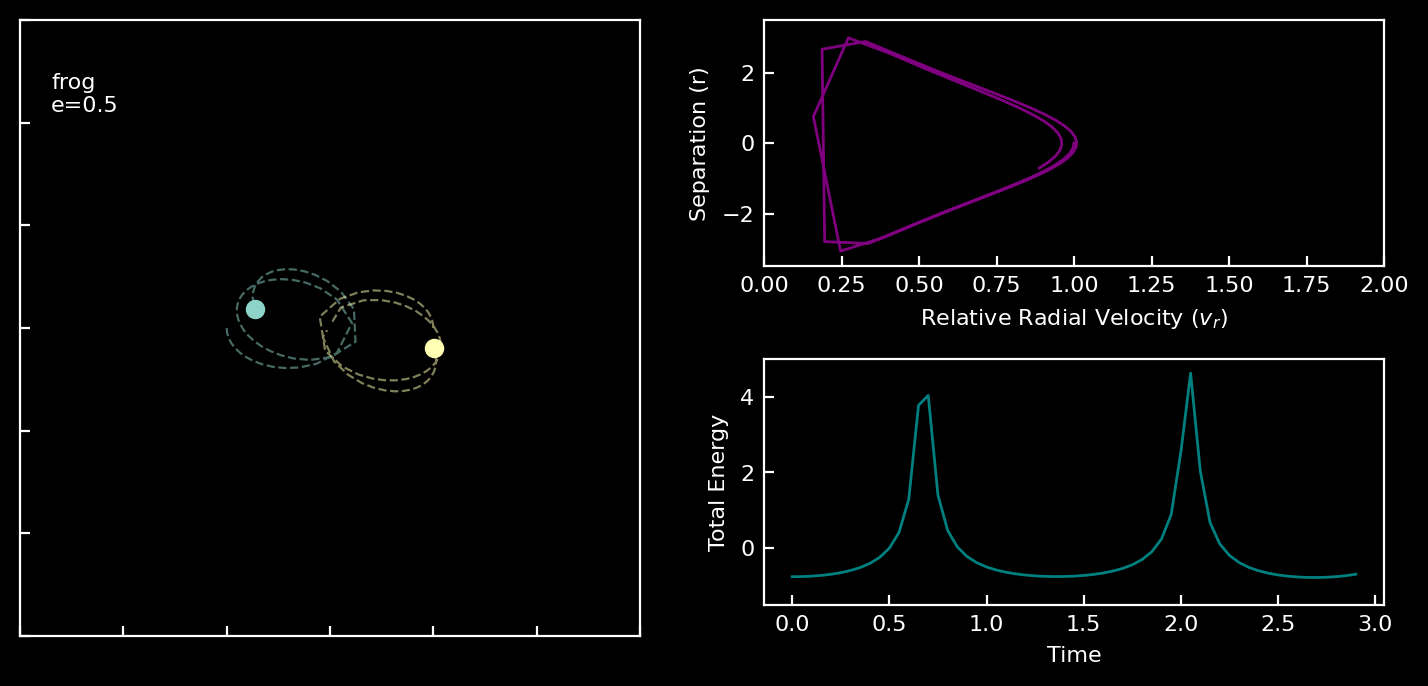 frog
e=0.5
Separation (r)
2
0
−2
0.00 0.25 0.50 0.75 1.00 1.25 1.50 1.75 2.00
Relative Radial Velocity (vᵣ)
Total Energy
4
2
0
0.0 0.5 1.0 1.5 2.0 2.5 3.0
Time